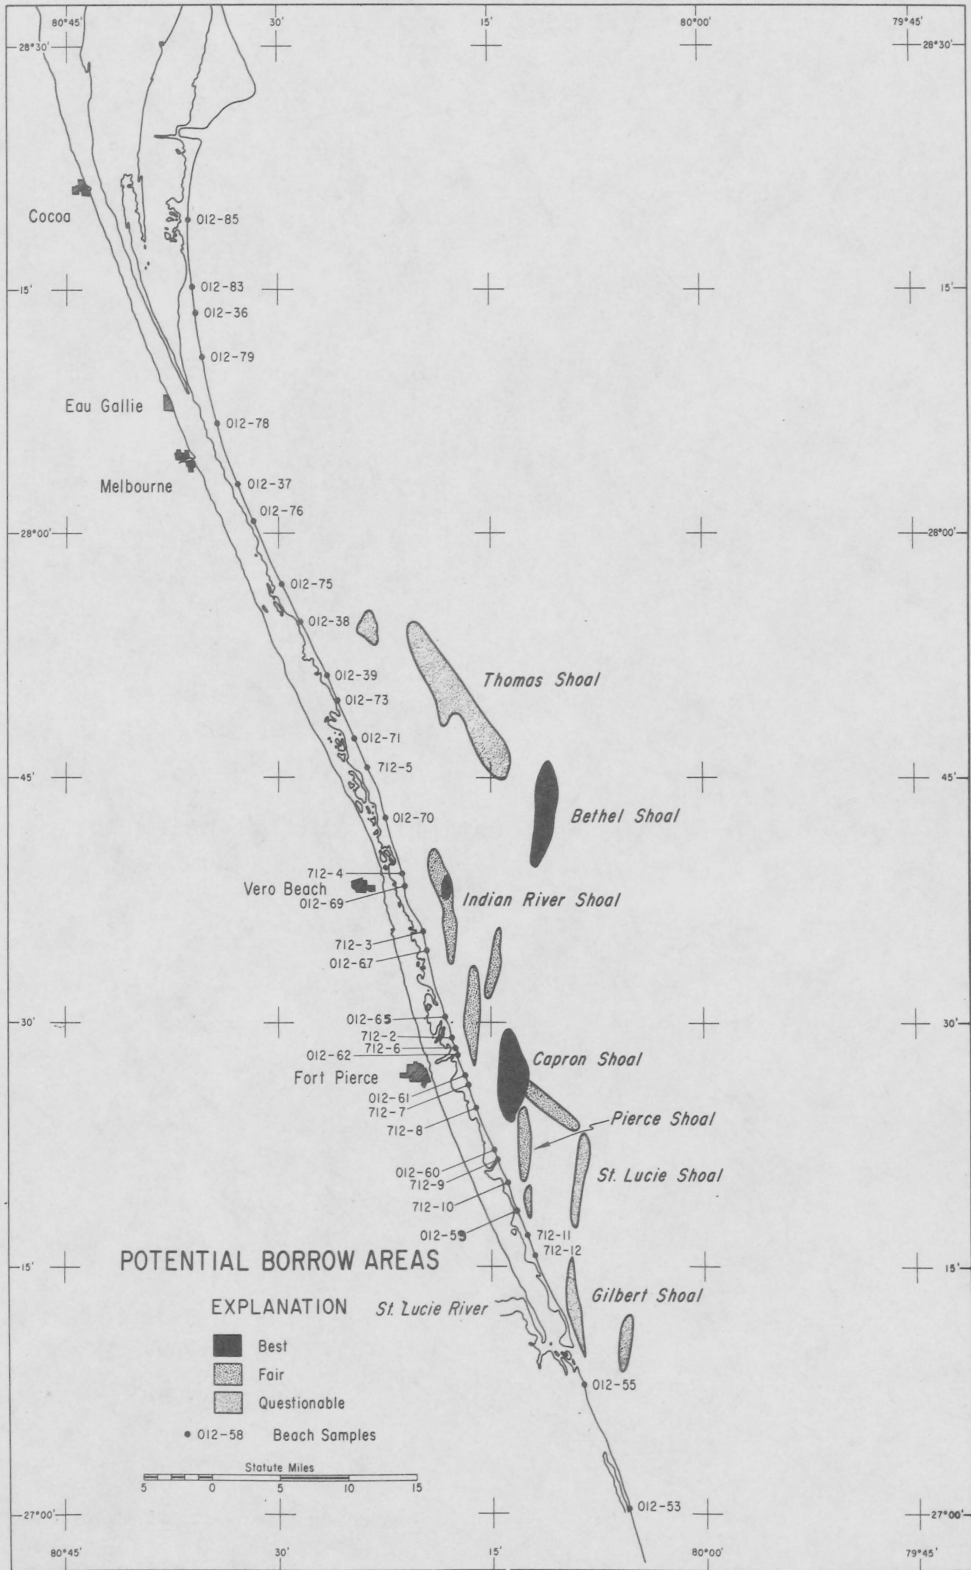 80°45'
30'
15'
80°00'
79°45'
28°30'
28°30'
Cocoa
012-85
15'
012-83
15'
012-36
012-79
Eau Gallie
012-78
Melbourne
012-37
012-76
28°00'
28°00'
012-75
012-38
012-39
Thomas Shoal
012-73
012-71
712-5
45'
45'
012-70
Bethel Shoal
712-4
Vero Beach
012-69
Indian River Shoal
712-3
012-67
012-65
30'
30'
712-2
712-6
012-62
Capron Shoal
Fort Pierce
012-61
712-7
712-8
Pierce Shoal
012-60
712-9
St. Lucie Shoal
712-10
012-59
712-11
712-12
POTENTIAL BORROW AREAS
15'
15'
EXPLANATION
St. Lucie River
Gilbert Shoal
Best
Fair
012-55
Questionable
012-58 Beach Samples
Statute Miles
5 0 5 10 15
012-53
27°00'
27°00'
80°45'
30'
15'
80°00'
79°45'